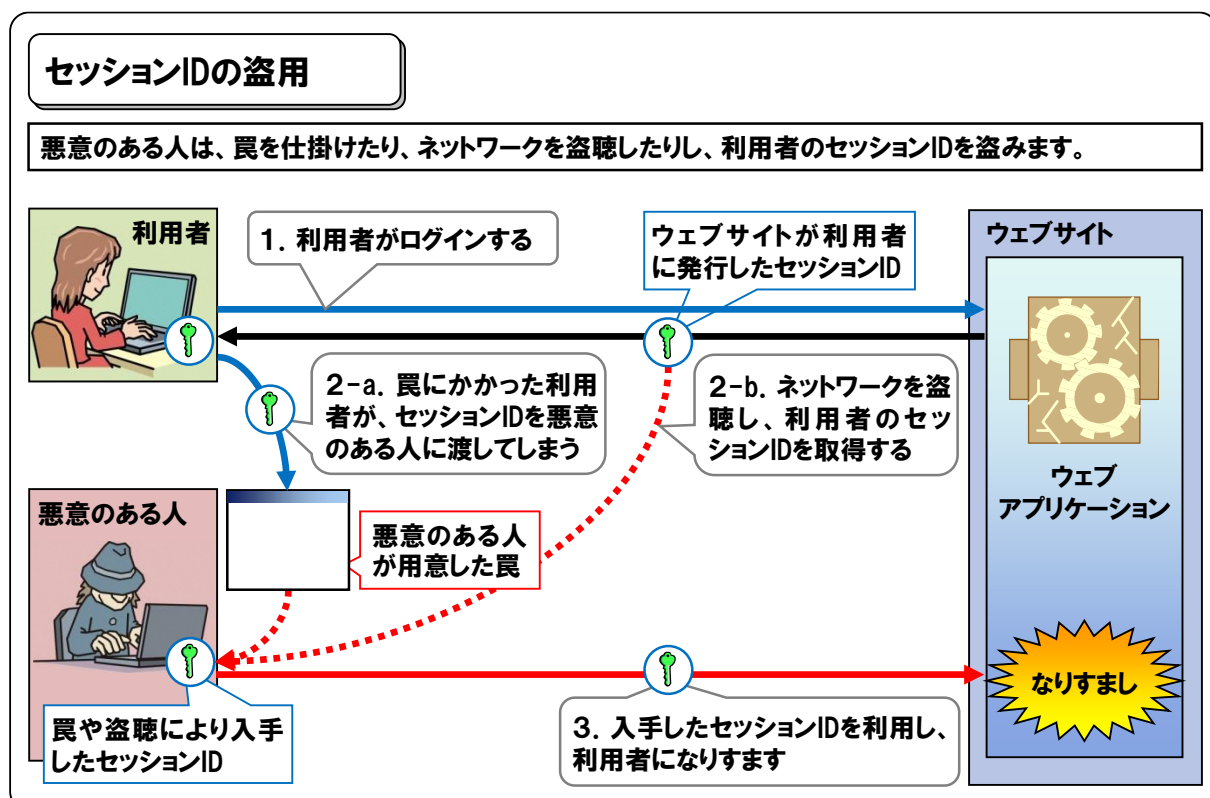 セッションIDの盗用
悪意のある人は、罠を仕掛けたり、ネットワークを盗聴したりし、利用者のセッションIDを盗みます。
利用者
1．利用者がログインする
ウェブサイトが利用者
に発行したセッションID
ウェブサイト
2-a．罠にかかった利用
者が、セッションIDを悪意
のある人に渡してしまう
2-b．ネットワークを盗
聴し、利用者のセッ
ションIDを取得する
ウェブ
アプリケーション
悪意のある人
悪意のある人
が用意した罠
なりすまし
罠や盗聴により入手
したセッションID
3．入手したセッションIDを利用し、
利用者になりすます